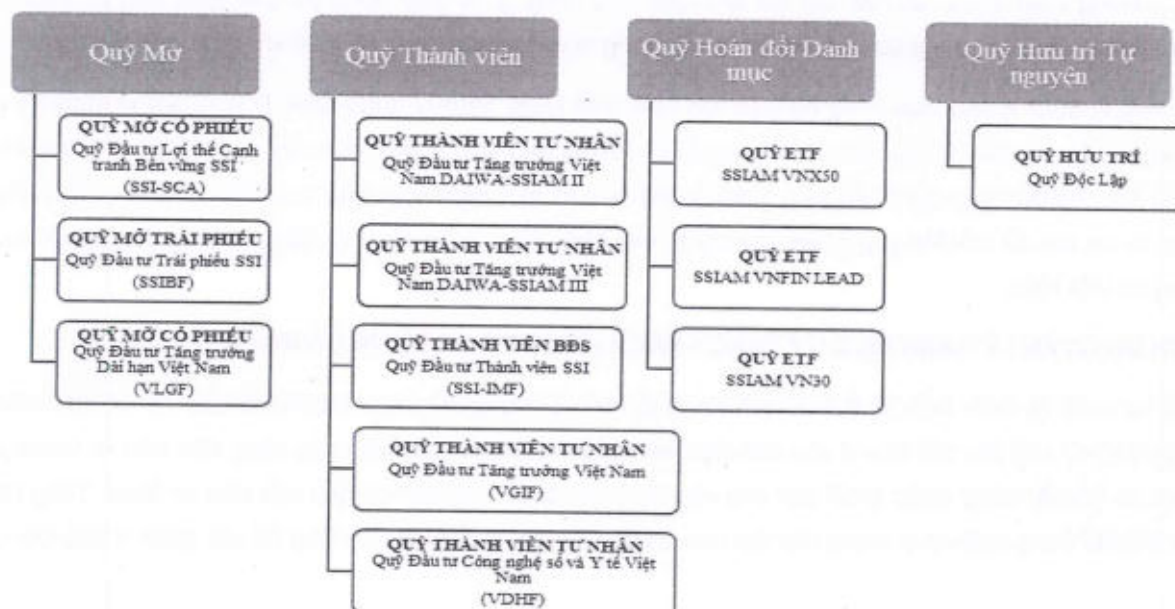 Quỹ Mở
QUỸ MỞ CỔ PHIẾU
Quỹ Đầu tư Lợi thế Cạnh
tranh Bền vững SSI
(SSI-SCA)
QUỸ MỞ TRÁI PHIẾU
Quỹ Đầu tư Trái phiếu SSI
(SSIBF)
QUỸ MỞ CỔ PHIẾU
Quỹ Đầu tư Tăng trưởng
Dài hạn Việt Nam
(VLGF)
Quỹ Thành viên
QUỸ THÀNH VIÊN TƯ NHÂN
Quỹ Đầu tư Tăng trưởng Việt
Nam DAIWA-SSIAM II
QUỸ THÀNH VIÊN TƯ NHÂN
Quỹ Đầu tư Tăng trưởng Việt
Nam DAIWA-SSIAM III
QUỸ THÀNH VIÊN BĐS
Quỹ Đầu tư Thành viên SSI
(SSI-IMF)
QUỸ THÀNH VIÊN TƯ NHÂN
Quỹ Đầu tư Tăng trưởng Việt Nam
(VGIF)
QUỸ THÀNH VIÊN TƯ NHÂN
Quỹ Đầu tư Công nghệ số và Y tế Việt
Nam
(VDHF)
Quỹ Hoán đổi Danh
mục
QUỸ ETF
SSIAM VNX50
QUỸ ETF
SSIAM VNFIN LEAD
QUỸ ETF
SSIAM VN30
Quỹ Hưu trí Tự
nguyện
QUỸ HƯU TRÍ
Quỹ Độc Lập